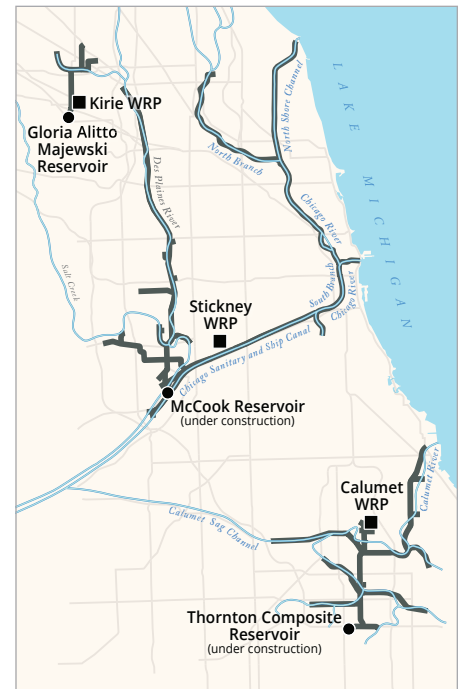 LAKE MICHIGAN
North Shore Channel
Kirie WRP
Gloria Alitto
Majewski
Reservoir
North Branch
Des Plaines River
Chicago River
Salt Creek
South Branch
Chicago River
Stickney
WRP
Chicago Sanitary and Ship Canal
McCook Reservoir
(under construction)
Calumet River
Calumet
WRP
Calumet Sag Channel
Thornton Composite
Reservoir
(under construction)